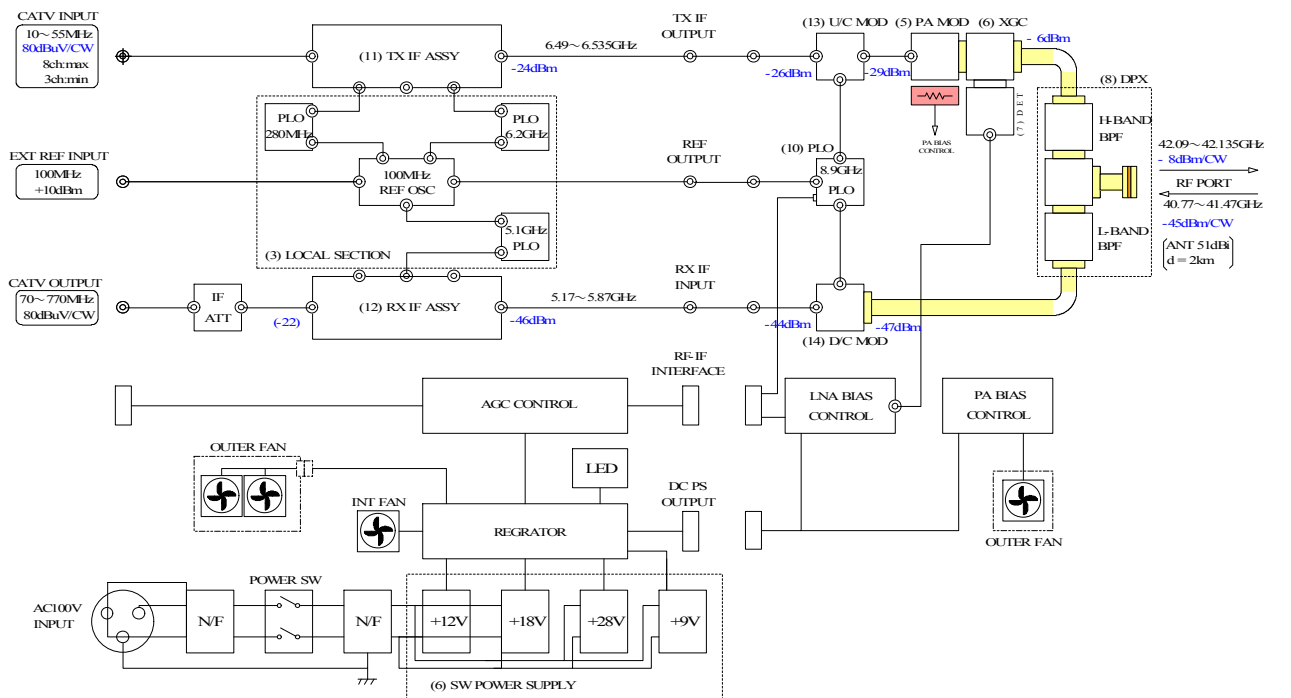 CATV INPUT
10~55MHz
80dBuV/CW
8ch:max
3ch:min
(11) TX IF ASSY
-24dBm
6.49~6.535GHz
TX IF
OUTPUT
(13) U/C MOD
(5) PA MOD
(6) XGC
-26dBm
-29dBm
- 6dBm
(7) DET
PA BIAS
CONTROL
(8) DPX
H-BAND
BPF
L-BAND
BPF
42.09~42.135GHz
- 8dBm/CW
RF PORT
40.77~41.47GHz
-45dBm/CW
ANT 51dBi
d = 2km
PLO
280MHz
PLO
6.2GHz
EXT REF INPUT
100MHz
+10dBm
100MHz
REF OSC
REF
OUTPUT
(10) PLO
8.9GHz
PLO
5.1GHz
PLO
(3) LOCAL SECTION
CATV OUTPUT
70~770MHz
80dBuV/CW
IF
ATT
(-22)
(12) RX IF ASSY
-46dBm
5.17~5.87GHz
RX IF
INPUT
-44dBm
-47dBm
(14) D/C MOD
RF-IF
INTERFACE
AGC CONTROL
LNA BIAS
CONTROL
PA BIAS
CONTROL
OUTER FAN
LED
INT FAN
REGRATOR
DC PS
OUTPUT
OUTER FAN
POWER SW
AC100V
INPUT
N/F
N/F
+12V
+18V
+28V
+9V
(6) SW POWER SUPPLY